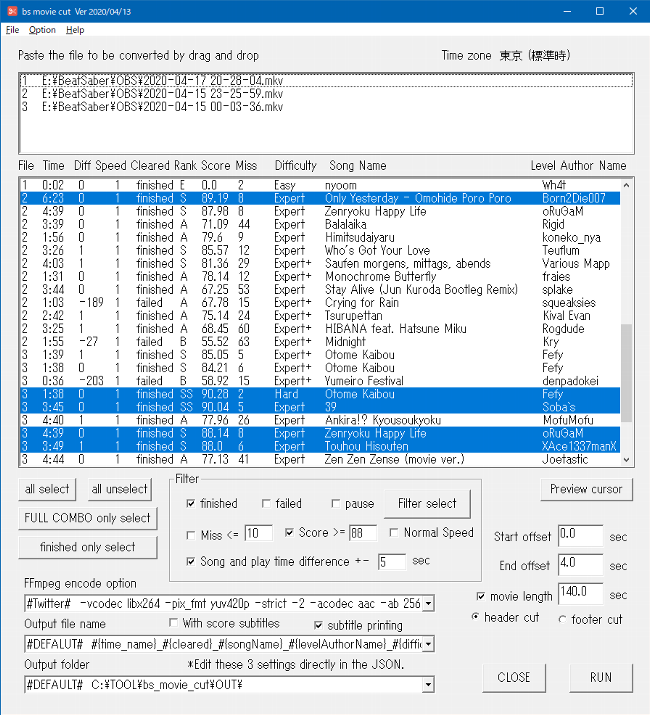 bs movie cut Ver 2020/04/13
File Option Help
Paste the file to be converted by drag and drop Time zone 東京 (標準時)
1 E:¥BeatSaber¥OBS¥2020-04-17 20-28-04.mkv
2 E:¥BeatSaber¥OBS¥2020-04-15 23-25-59.mkv
3 E:¥BeatSaber¥OBS¥2020-04-15 00-03-36.mkv
File Time Diff Speed Cleared Rank Score Miss Difficulty Song Name Level Author Name
1 0:02 0 1 finished E 0.0 2 Easy nyoom Wh4t
2 6:23 0 1 finished S 89.19 8 Expert Only Yesterday - Omohide Poro Poro Born2Die007
2 4:39 0 1 finished S 87.98 8 Expert Zenryoku Happy Life oRuGaM
2 3:39 0 1 finished A 71.09 44 Expert Balalaika Rigid
2 1:56 0 1 finished A 79.6 9 Expert Himitsudaiyaru koneko_nya
2 3:26 1 1 finished S 85.57 12 Expert Who's Got Your Love Teuflum
2 4:03 1 1 finished S 81.36 29 Expert+ Saufen morgens, mittags, abends Various Mapp
2 1:31 0 1 finished A 78.14 12 Expert+ Monochrome Butterfly fraies
2 3:44 0 1 finished A 67.25 53 Expert Stay Alive (Jun Kuroda Bootleg Remix) splake
2 1:03 -189 1 failed A 67.78 15 Expert+ Crying for Rain squeaksies
2 2:42 1 1 finished A 75.14 24 Expert+ Tsurupettan Kival Evan
2 3:25 1 1 finished A 68.45 60 Expert+ HIBANA feat. Hatsune Miku Rogdude
2 1:55 -27 1 failed B 55.52 63 Expert+ Midnight Kry
3 1:39 1 1 finished S 85.05 5 Expert+ Otome Kaibou Fefy
3 1:38 0 1 finished S 84.21 6 Expert Otome Kaibou Fefy
3 0:36 -203 1 failed B 58.92 15 Expert+ Yumeiro Festival denpadokei
3 1:38 0 1 finished SS 90.28 2 Hard Otome Kaibou Fefy
3 3:45 0 1 finished SS 90.04 5 Expert 39 Soba's
3 4:40 1 1 finished A 77.96 26 Expert Ankira!? Kyousoukyoku MofuMofu
3 4:39 0 1 finished S 88.14 8 Expert Zenryoku Happy Life oRuGaM
3 3:49 1 1 finished S 88.0 6 Expert Touhou Hisouten XAce1337manX
3 4:44 0 1 finished A 77.13 41 Expert Zen Zen Zense (movie ver.) Joetastic
all select all unselect
FULL COMBO only select
finished only select
Filter
finished failed pause Filter select
Miss <= 10 Score >= 88 Normal Speed
Song and play time difference +- 5 sec
Preview cursor
Start offset 0.0 sec
End offset 4.0 sec
movie length 140.0 sec
header cut footer cut
FFmpeg encode option
#Twitter# -vcodec libx264 -pix_fmt yuv420p -strict -2 -acodec aac -ab 256
Output file name With score subtitles subtitle printing
#DEFALUT# #{time_name}_#{cleared}_#{songName}_#{levelAuthorName}_#{diffic
Output folder *Edit these 3 settings directly in the JSON.
#DEFAULT# C:¥TOOL¥bs_movie_cut¥OUT¥
CLOSE RUN